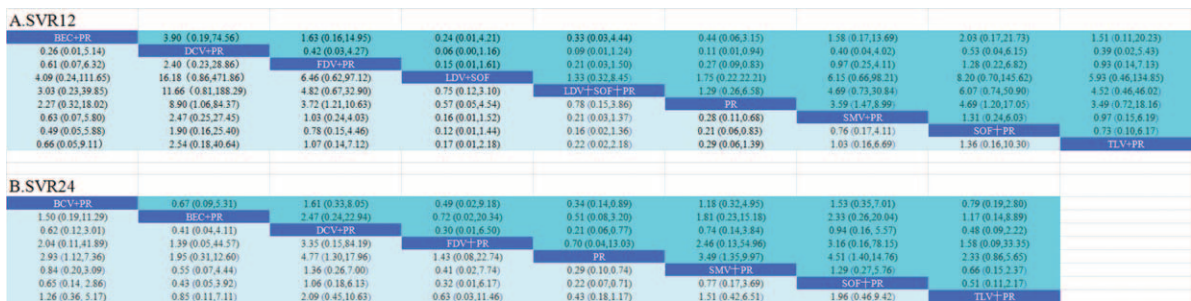 A.SVR12
BEC+PR 3.90 (0.19,74.56) 1.63 (0.16,14.95) 0.24 (0.01,4.21) 0.33 (0.03,4.44) 0.44 (0.06,3.15) 1.58 (0.17,13.69) 2.03 (0.17,21.73) 1.51 (0.11,20.23)
0.26 (0.01,5.14) DCV+PR 0.42 (0.03,4.27) 0.06 (0.00,1.16) 0.09 (0.01,1.24) 0.11 (0.01,0.94) 0.40 (0.04,4.02) 0.53 (0.04,6.15) 0.39 (0.02,5.43)
0.61 (0.07,6.32) 2.40 (0.23,28.86) FDV+PR 0.15 (0.01,1.61) 0.21 (0.03,1.50) 0.27 (0.09,0.83) 0.97 (0.25,4.11) 1.28 (0.22,6.82) 0.93 (0.14,7.13)
4.09 (0.24,111.65) 16.18 (0.86,471.86) 6.46 (0.62,97.12) LDV+SOF 1.33 (0.32,8.45) 1.75 (0.22,22.21) 6.15 (0.66,98.21) 8.20 (0.70,145.62) 5.93 (0.46,134.85)
3.03 (0.23,39.85) 11.66 (0.81,188.29) 4.82 (0.67,32.90) 0.75 (0.12,3.10) LDV+SOF+PR 1.29 (0.26,6.58) 4.69 (0.73,30.84) 6.07 (0.74,50.90) 4.52 (0.46,46.02)
2.27 (0.32,18.02) 8.90 (1.06,84.37) 3.72 (1.21,10.63) 0.57 (0.05,4.54) 0.78 (0.15,3.86) PR 3.59 (1.47,8.99) 4.69 (1.20,17.05) 3.49 (0.72,18.16)
0.63 (0.07,5.80) 2.47 (0.25,27.45) 1.03 (0.24,4.03) 0.16 (0.01,1.52) 0.21 (0.03,1.37) 0.28 (0.11,0.68) SMV+PR 1.31 (0.24,6.03) 0.97 (0.15,6.19)
0.49 (0.05,5.88) 1.90 (0.16,25.40) 0.78 (0.15,4.46) 0.12 (0.01,1.44) 0.16 (0.02,1.36) 0.21 (0.06,0.83) 0.76 (0.17,4.11) SOF+PR 0.73 (0.10,6.17)
0.66 (0.05,9.11) 2.54 (0.18,40.64) 1.07 (0.14,7.12) 0.17 (0.01,2.18) 0.22 (0.02,2.18) 0.29 (0.06,1.39) 1.03 (0.16,6.69) 1.36 (0.16,10.30) TLV+PR
B.SVR24
BCV+PR 0.67 (0.09,5.31) 1.61 (0.33,8.05) 0.49 (0.02,9.18) 0.34 (0.14,0.89) 1.18 (0.32,4.95) 1.53 (0.35,7.01) 0.79 (0.19,2.80)
1.50 (0.19,11.29) BEC+PR 2.47 (0.24,22.94) 0.72 (0.02,20.34) 0.51 (0.08,3.20) 1.81 (0.23,15.18) 2.33 (0.26,20.04) 1.17 (0.14,8.89)
0.62 (0.12,3.01) 0.41 (0.04,4.11) DCV+PR 0.30 (0.01,6.50) 0.21 (0.06,0.77) 0.74 (0.14,3.84) 0.94 (0.16, 5.57) 0.48 (0.09,2.22)
2.04 (0.11,41.89) 1.39 (0.05,44.57) 3.35 (0.15,84.19) FDV+PR 0.70 (0.04,13.03) 2.46 (0.13,54.96) 3.16 (0.16,78.15) 1.58 (0.09,33.35)
2.93 (1.12,7.36) 1.95 (0.31,12.60) 4.77 (1.30,17.96) 1.43 (0.08,22.74) PR 3.49 (1.35,9.97) 4.51 (1.40,14.76) 2.33 (0.86,5.65)
0.84 (0.20,3.09) 0.55 (0.07,4.44) 1.36 (0.26,7.00) 0.41 (0.02,7.74) 0.29 (0.10,0.74) SMV+PR 1.29 (0.27,5.76) 0.66 (0.15,2.37)
0.65 (0.14, 2.86) 0.43 (0.05,3.92) 1.06 (0.18,6.13) 0.32 (0.01,6.17) 0.22 (0.07,0.71) 0.77 (0.17,3.69) SOF+PR 0.51 (0.11,2.17)
1.26 (0.36, 5.17) 0.85 (0.11,7.11) 2.09 (0.45,10.63) 0.63 (0.03,11.46) 0.43 (0.18,1.17) 1.51 (0.42,6.51) 1.96 (0.46,9.42) TLV+PR